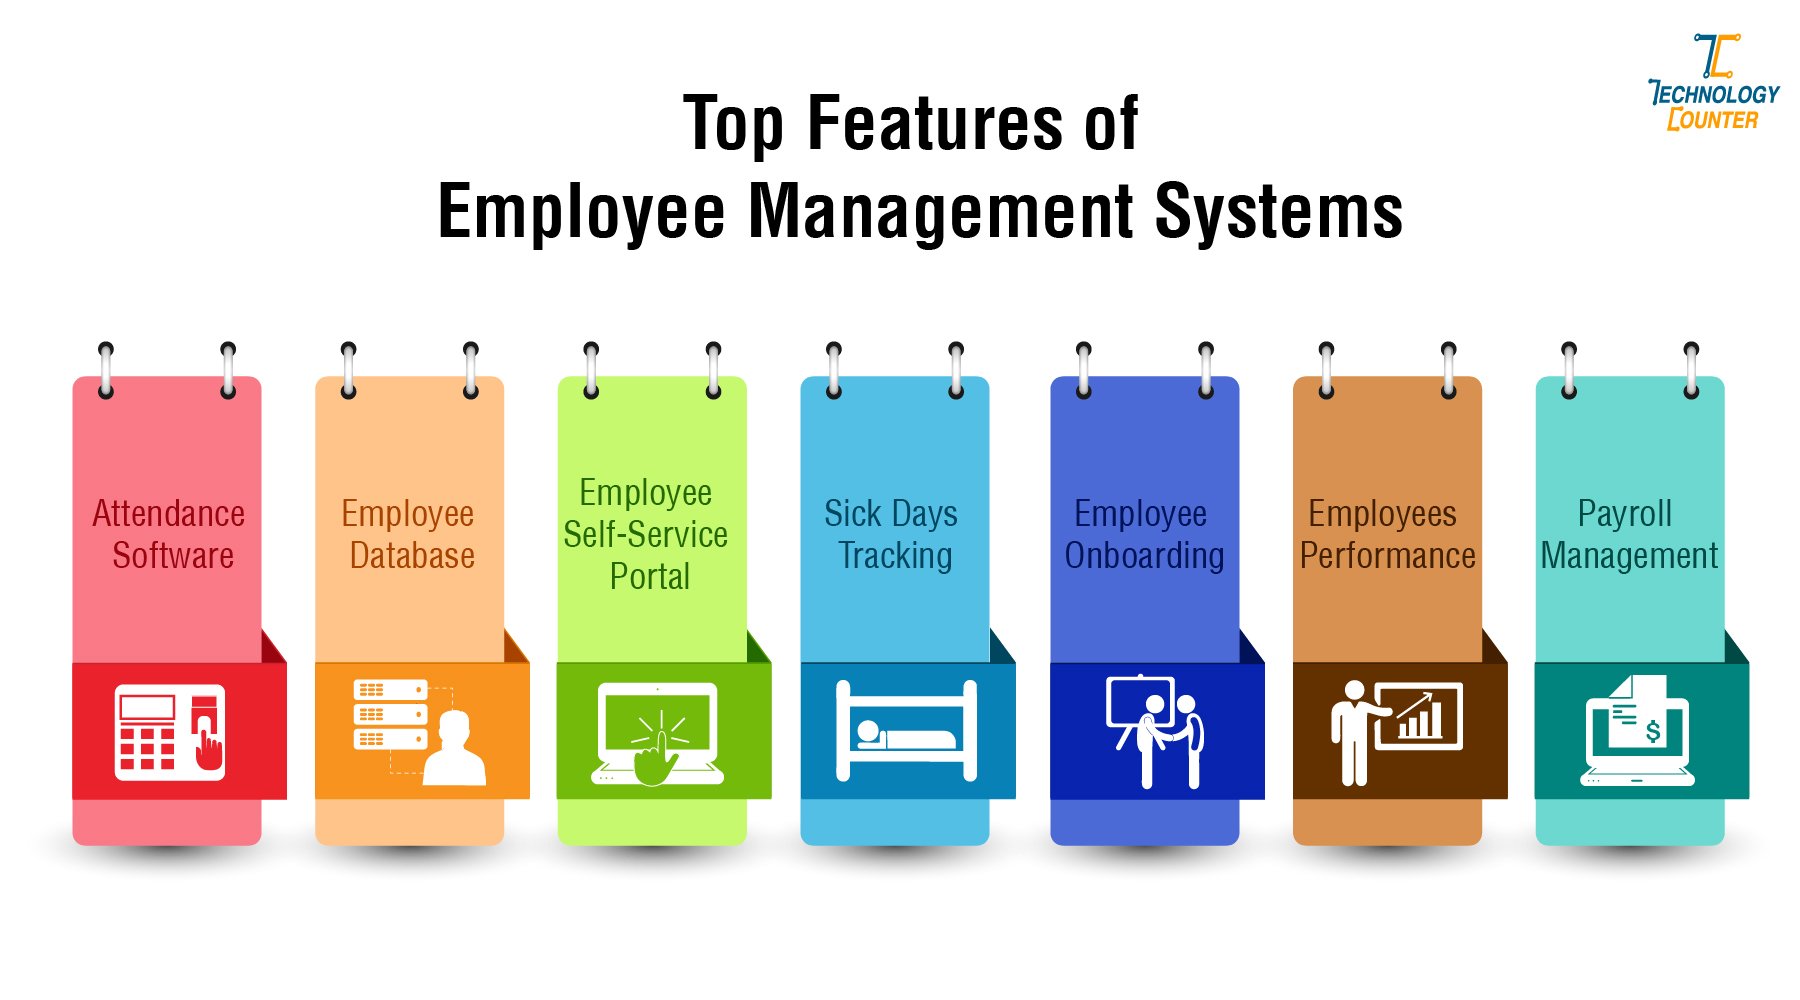 TECHNOLOGY
COUNTER
Top Features of
Employee Management Systems
Attendance
Software
Employee
Database
Employee
Self-Service
Portal
Sick Days
Tracking
Employee
Onboarding
Employees
Performance
Payroll
Management
$